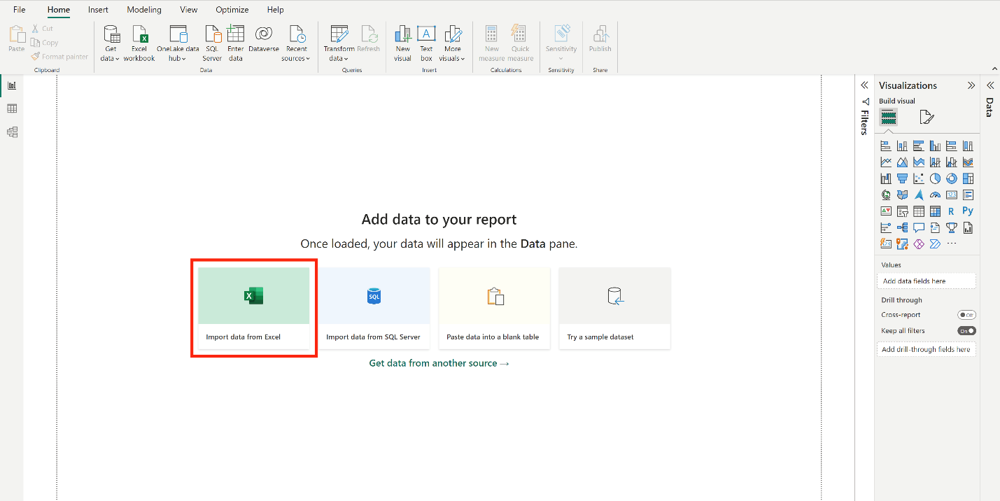 File Home Insert Modeling View Optimize Help
Paste
Cut
Copy
Format painter
Clipboard
Get data
Excel workbook
OneLake data hub
SQL Server
Enter data
Dataverse
Recent sources
Data
Transform data
Refresh
Queries
New visual
Text box
More visuals
Insert
New measure
Quick measure
Calculations
Sensitivity
Sensitivity
Publish
Share
Add data to your report
Once loaded, your data will appear in the Data pane.
Import data from Excel
SQL
Import data from SQL Server
Paste data into a blank table
Try a sample dataset
Get data from another source →
Filters
Visualizations
Build visual
123
R
Py
123
Values
Add data fields here
Drill through
Cross-report
Off
Keep all filters
On
Add drill-through fields here
Data